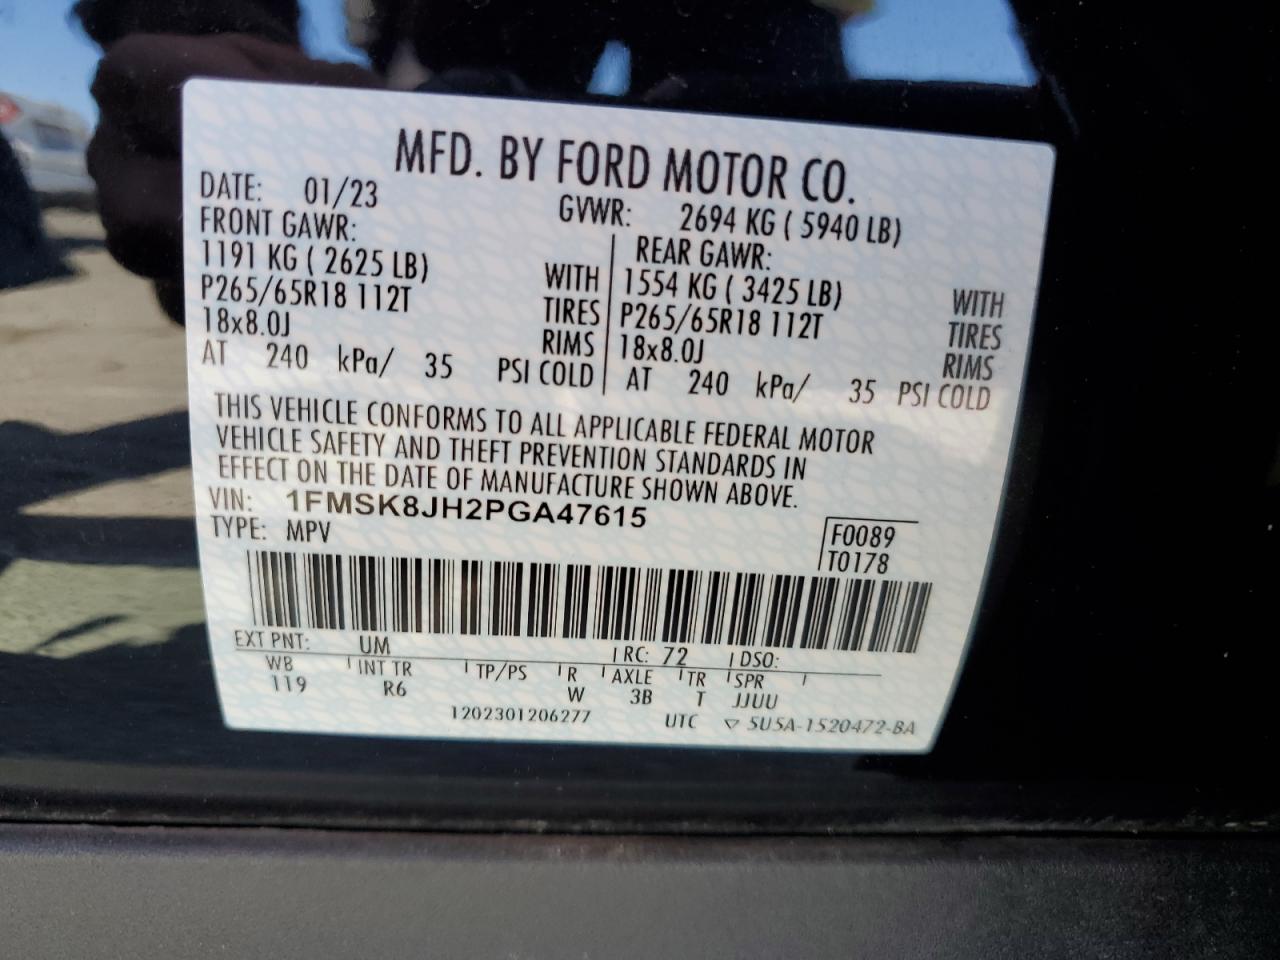 MFD. BY FORD MOTOR CO.
DATE: 01/23 GVWR: 2694 KG ( 5940 LB)
FRONT GAWR: REAR GAWR:
1191 KG ( 2625 LB) WITH 1554 KG ( 3425 LB) WITH
P265/65R18 112T TIRES P265/65R18 112T TIRES
18x8.0J RIMS 18x8.0J RIMS
AT 240 kPa/ 35 PSI COLD AT 240 kPa/ 35 PSI COLD
THIS VEHICLE CONFORMS TO ALL APPLICABLE FEDERAL MOTOR
VEHICLE SAFETY AND THEFT PREVENTION STANDARDS IN
EFFECT ON THE DATE OF MANUFACTURE SHOWN ABOVE.
VIN: 1FMSK8JH2PGA47615
TYPE: MPV
F0089
T0178
EXT PNT: UM RC: 72 DSO:
WB INT TR TP/PS R AXLE TR SPR
119 R6 W 3B T JJUU
1202301206277 UTC ▽ 5U5A-1520472-BA